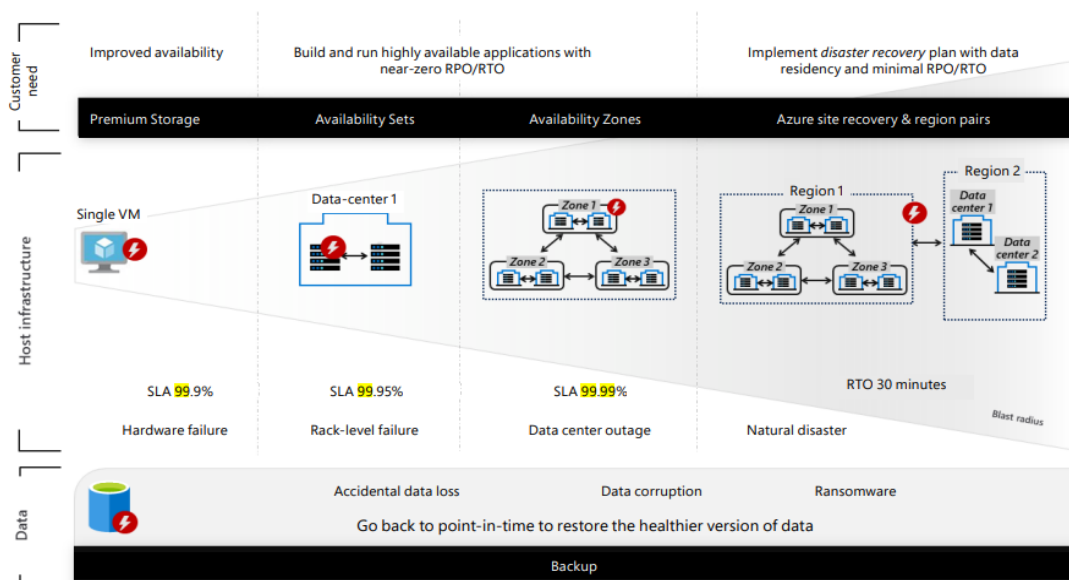 Customer
need
Improved availability
Build and run highly available applications with
near-zero RPO/RTO
Implement disaster recovery plan with data
residency and minimal RPO/RTO
Premium Storage
Availability Sets
Availability Zones
Azure site recovery & region pairs
Host infrastructure
Single VM
Data-center 1
Zone 1
Zone 2
Zone 3
Region 1
Zone 1
Zone 2
Zone 3
Region 2
Data
center 1
Data
center 2
SLA 99.9%
SLA 99.95%
SLA 99.99%
RTO 30 minutes
Blast radius
Hardware failure
Rack-level failure
Data center outage
Natural disaster
Data
Accidental data loss
Data corruption
Ransomware
Go back to point-in-time to restore the healthier version of data
Backup